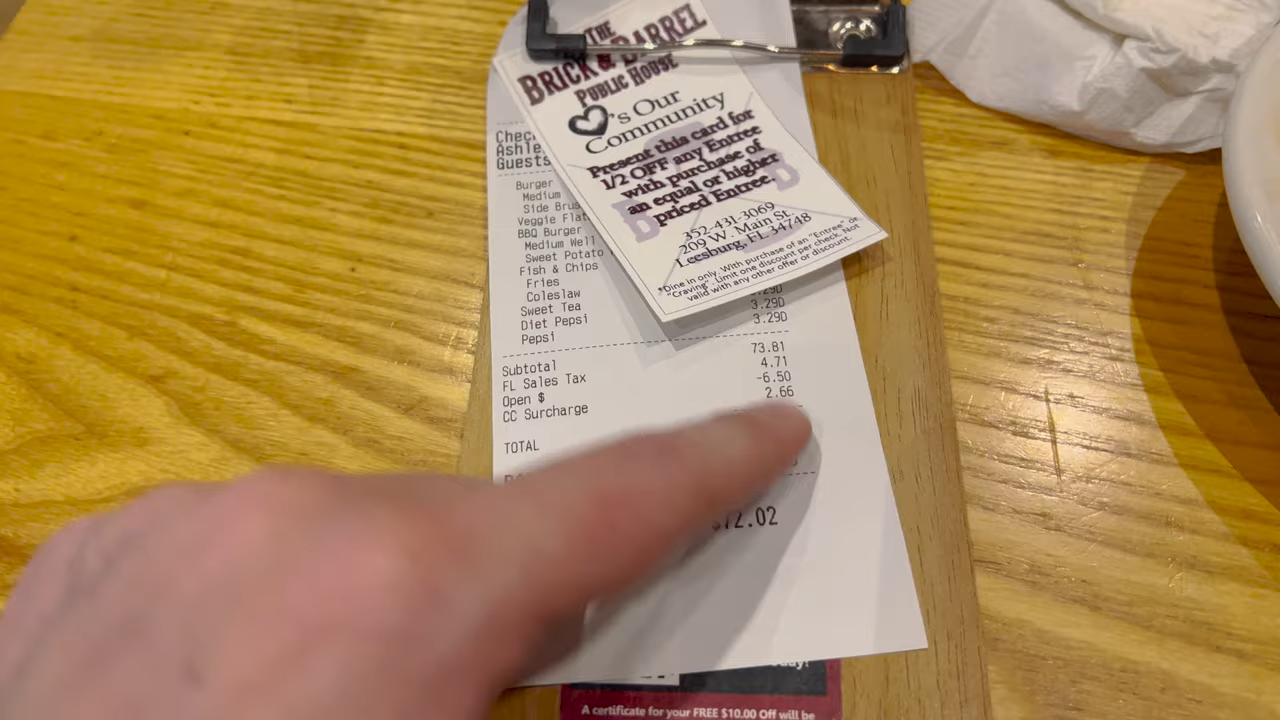 THE
BRICK & BARREL
PUBLIC HOUSE
's Our
Community
Present this card for
1/2 OFF any Entree
with purchase of
an equal or higher
priced Entree.
352-431-3069
209 W. Main St.
Leesburg, FL 34748
*Dine in only. With purchase of an "Entree" or
"Craving". Limit one discount per check. Not
valid with any other offer or discount.
Guests
Burger
Medium
Side
Veggie
BBQ Burger
Medium Well
Sweet Potato
Fish & Chips
Fries
Coleslaw
Sweet Tea
Diet Pepsi 3.29D
Pepsi 3.29D
Subtotal 73.81
FL Sales Tax 4.71
Open $ -6.50
CC Surcharge 2.66
TOTAL
$72.02
A certificate for your FREE $10.00 Off will be